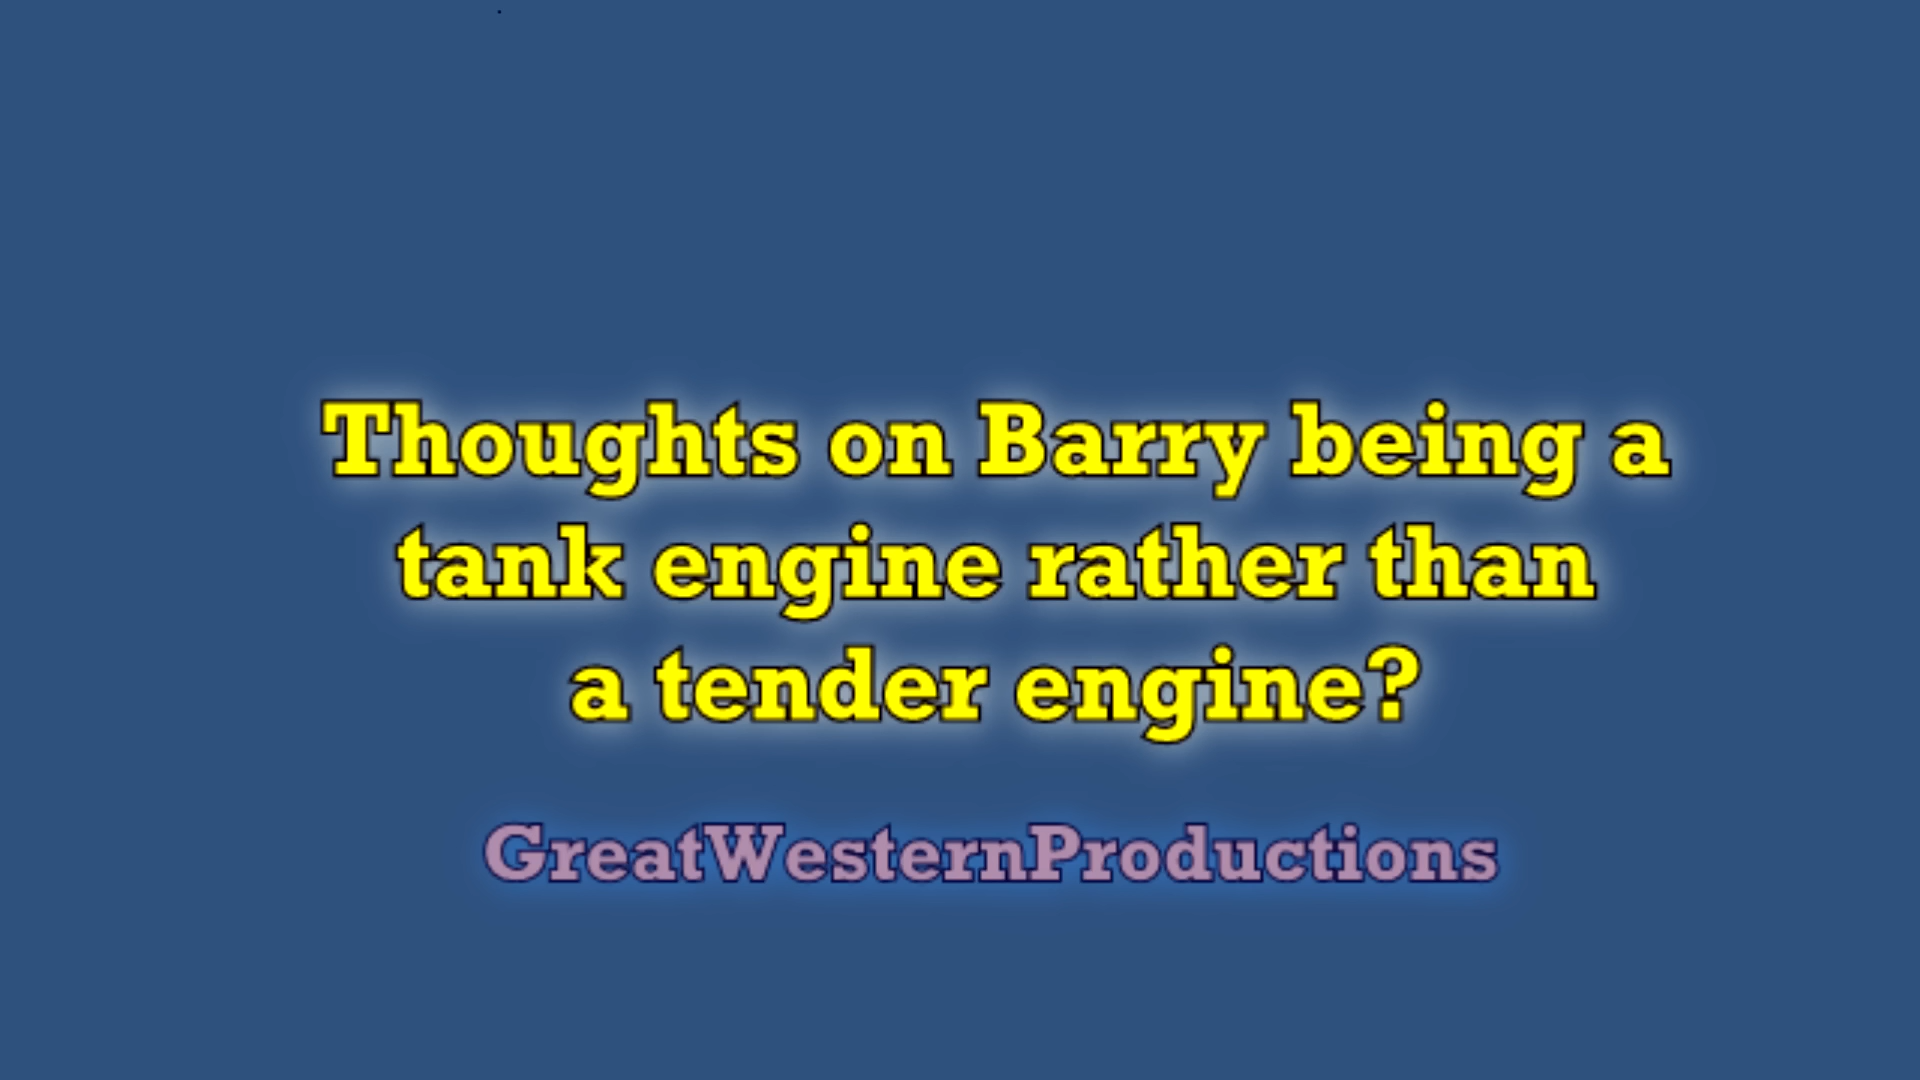 Thoughts on Barry being a
tank engine rather than
a tender engine?
GreatWesternProductions